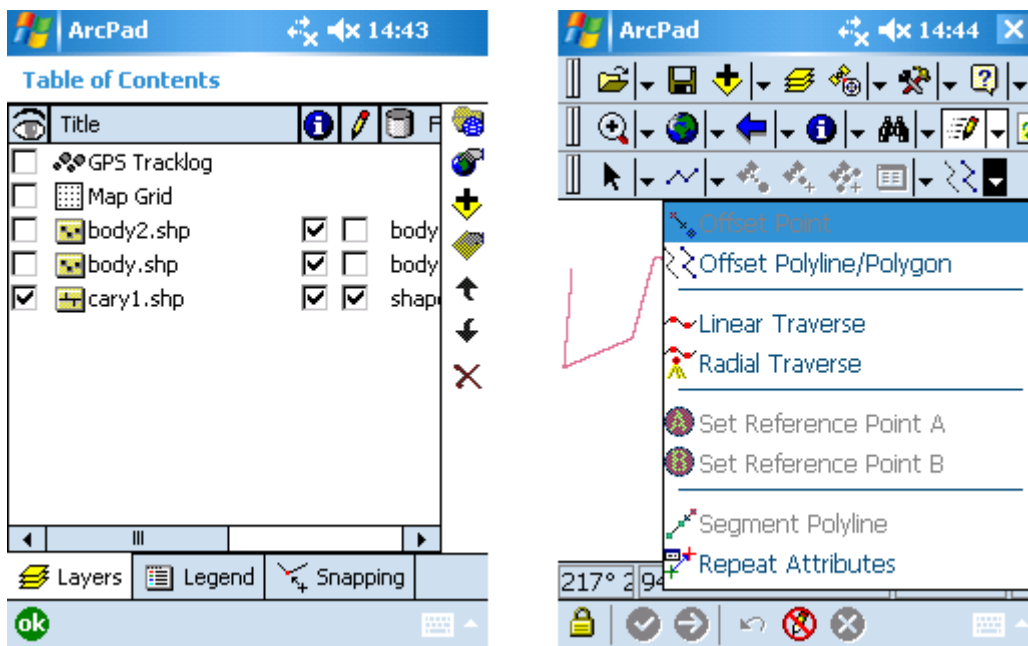 ArcPad 14:43
Table of Contents
Title F
GPS Tracklog
Map Grid
body2.shp body
body.shp body
cary1.shp shap
Layers Legend Snapping
ok
ArcPad 14:44
Offset Point
Offset Polyline/Polygon
Linear Traverse
Radial Traverse
Set Reference Point A
Set Reference Point B
Segment Polyline
Repeat Attributes
217° 2 94